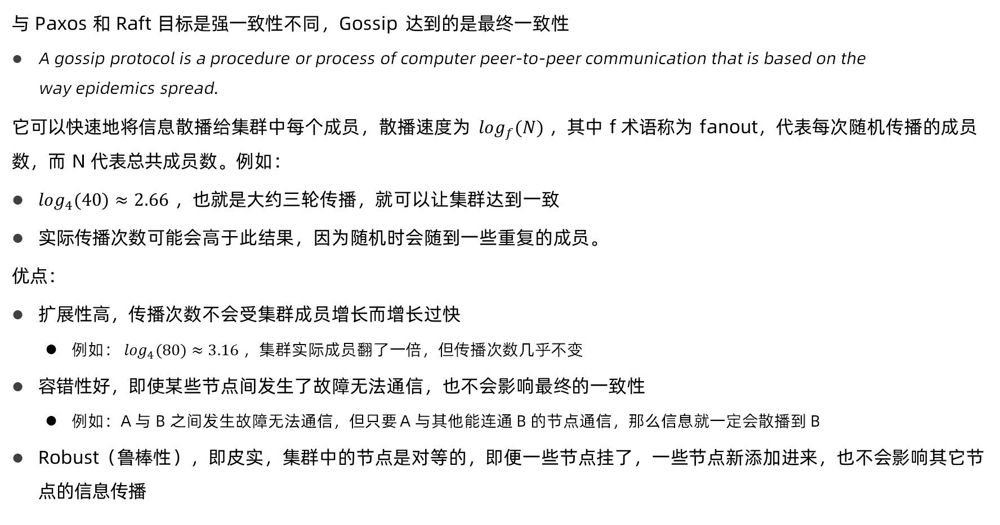 与 Paxos 和 Raft 目标是强一致性不同，Gossip 达到的是最终一致性
● A gossip protocol is a procedure or process of computer peer-to-peer communication that is based on the
way epidemics spread.
它可以快速地将信息散播给集群中每个成员，散播速度为 log_f(N) ，其中 f 术语称为 fanout，代表每次随机传播的成员
数，而 N 代表总共成员数。例如：
● log₄(40) ≈ 2.66 ，也就是大约三轮传播，就可以让集群达到一致
● 实际传播次数可能会高于此结果，因为随机时会随到一些重复的成员。
优点：
● 扩展性高，传播次数不会受集群成员增长而增长过快
● 例如： log₄(80) ≈ 3.16 ，集群实际成员翻了一倍，但传播次数几乎不变
● 容错性好，即使某些节点间发生了故障无法通信，也不会影响最终的一致性
● 例如：A 与 B 之间发生故障无法通信，但只要 A 与其他能连通 B 的节点通信，那么信息就一定会散播到 B
● Robust（鲁棒性），即皮实，集群中的节点是对等的，即便一些节点挂了，一些节点新添加进来，也不会影响其它节
点的信息传播